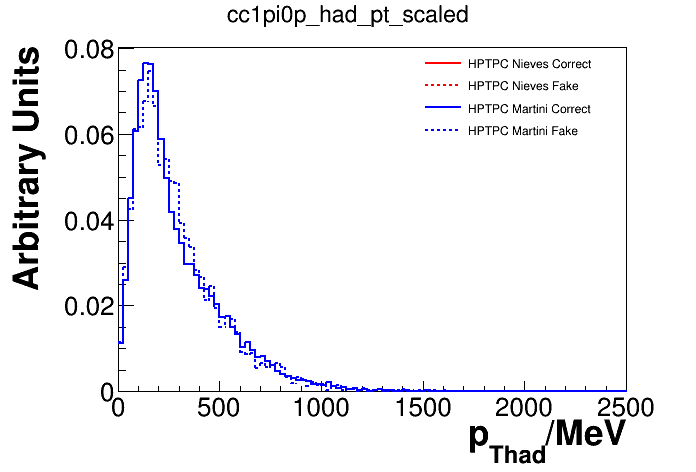 cc1pi0p_had_pt_scaled
Arbitrary Units
0.08
0.06
0.04
0.02
0
HPTPC Nieves Correct
HPTPC Nieves Fake
HPTPC Martini Correct
HPTPC Martini Fake
0 500 1000 1500 2000 2500
pThad/MeV